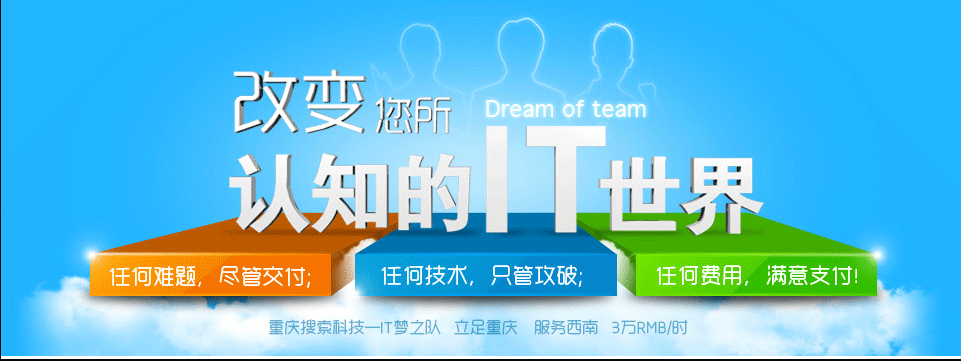 改变您所
Dream of team
认知的IT世界
任何难题，尽管交付;
任何技术，只管攻破;
任何费用，满意支付!
重庆搜索科技—IT梦之队 立足重庆 服务西南 3万RMB/时